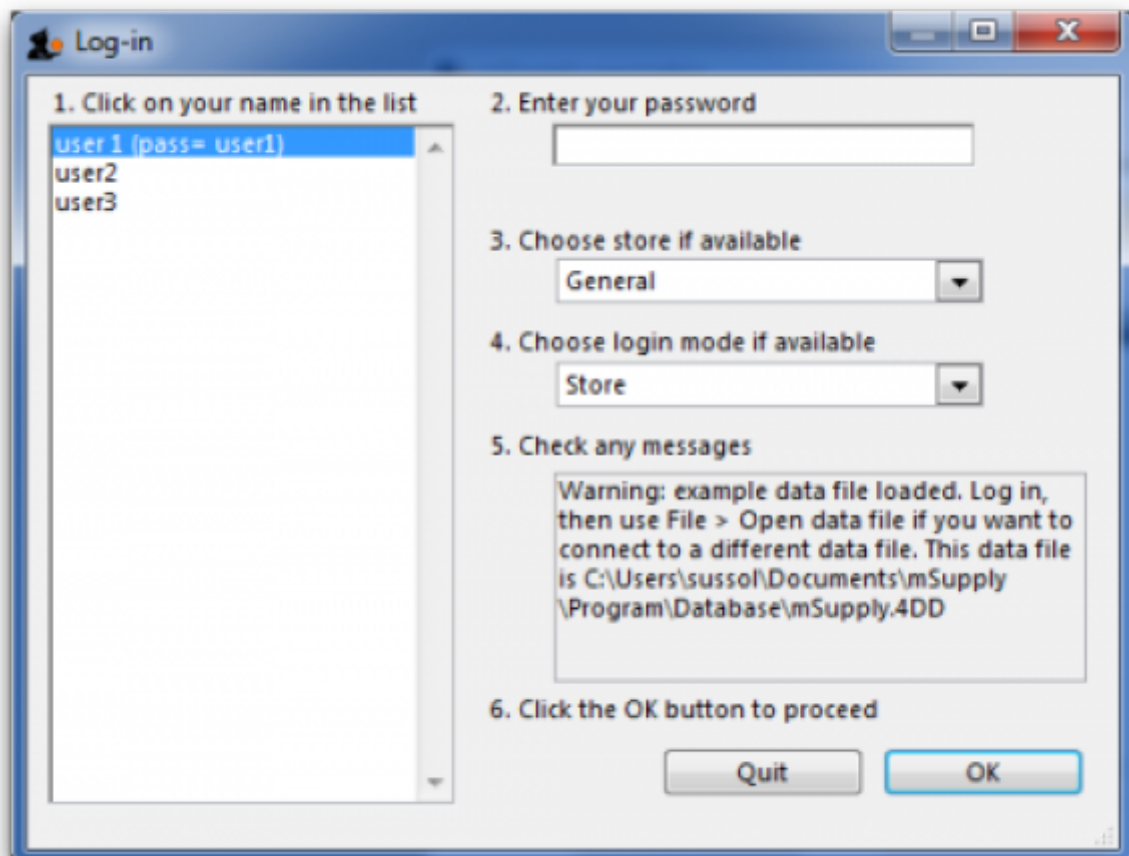 Log-in
1. Click on your name in the list
user 1 (pass= user1)
user2
user3
2. Enter your password
3. Choose store if available
General
4. Choose login mode if available
Store
5. Check any messages
Warning: example data file loaded. Log in,
then use File > Open data file if you want to
connect to a different data file. This data file
is C:\Users\sussol\Documents\mSupply
\Program\Database\mSupply.4DD
6. Click the OK button to proceed
Quit
OK